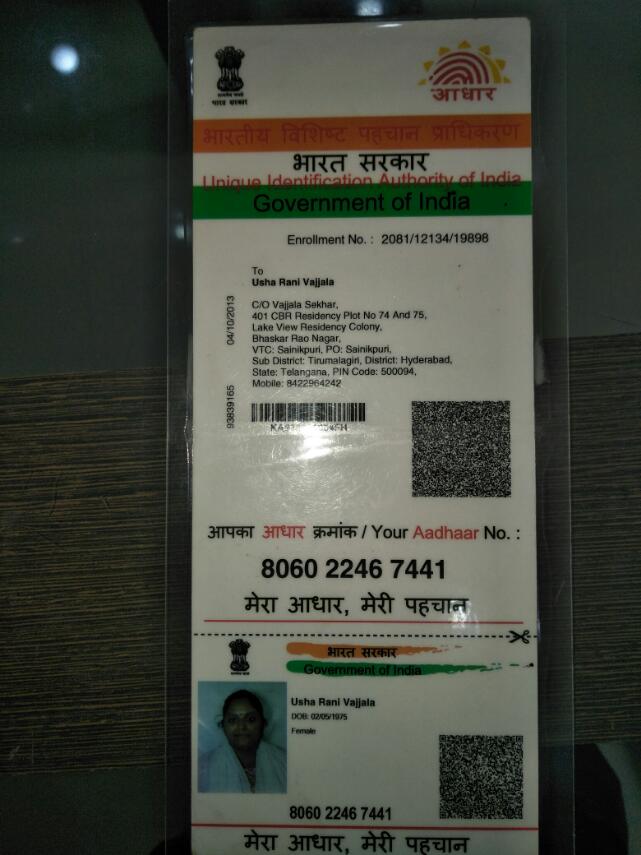 भारत सरकार
आधार
भारतीय विशिष्ट पहचान प्राधिकरण
भारत सरकार
Unique Identification Authority of India
Government of India
Enrollment No. : 2081/12134/19898
To
Usha Rani Vajjala
C/O Vajjala Sekhar,
401 CBR Residency Plot No 74 And 75,
Lake View Residency Colony,
Bhaskar Rao Nagar,
VTC: Sainikpuri, PO: Sainikpuri,
Sub District: Tirumalagiri, District: Hyderabad,
State: Telangana, PIN Code: 500094,
Mobile: 8422964242
04/10/2013
93839165
आपका आधार क्रमांक / Your Aadhaar No. :
8060 2246 7441
मेरा आधार, मेरी पहचान
भारत सरकार
Government of India
Usha Rani Vajjala
DOB: 02/05/1975
Female
8060 2246 7441
मेरा आधार, मेरी पहचान